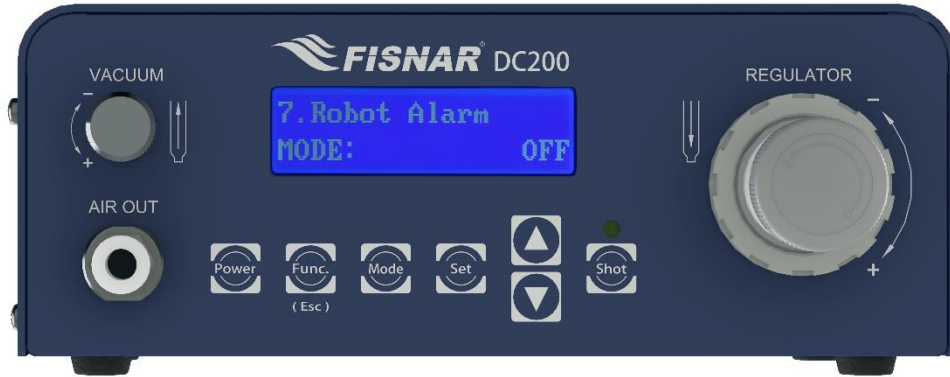 FISNAR® DC200
VACUUM
REGULATOR
7.Robot Alarm
MODE: OFF
AIR OUT
Power
Func.
Mode
Set
Shot
( Esc )